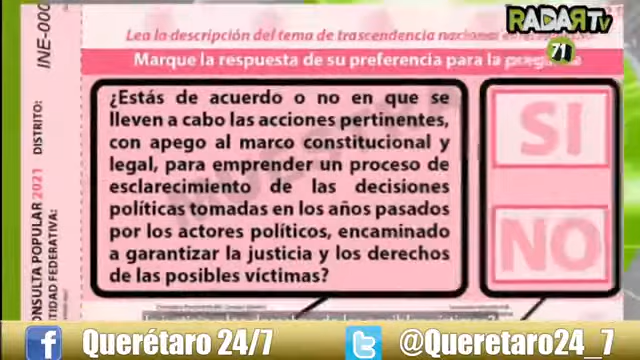 RADAR TV
71
INE-000
Lea la descripción del tema de trascendencia
Marque la respuesta de su preferencia para la pregunta
DISTRITO:
CONSULTA POPULAR 2021
¿Estás de acuerdo o no en que se
lleven a cabo las acciones pertinentes,
con apego al marco constitucional y
legal, para emprender un proceso de
esclarecimiento de las decisiones
políticas tomadas en los años pasados
por los actores políticos, encaminado
a garantizar la justicia y los derechos
de las posibles víctimas?
SI
NO
Querétaro 24/7
@Queretaro24_7